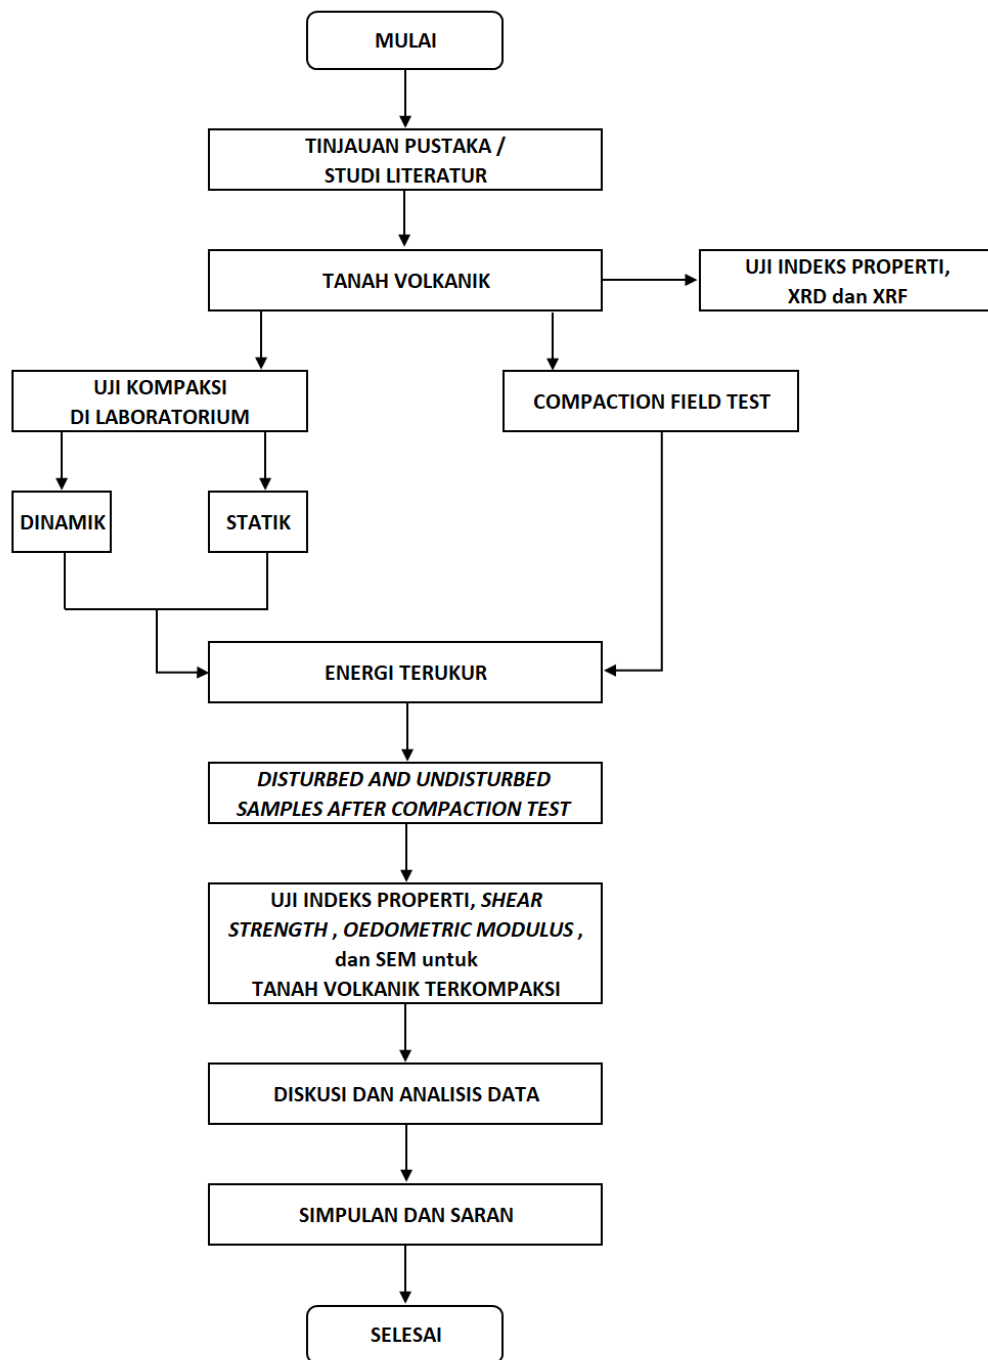 MULAI
TINJAUAN PUSTAKA /
STUDI LITERATUR
TANAH VOLKANIK
UJI INDEKS PROPERTI,
XRD dan XRF
UJI KOMPAKSI
DI LABORATORIUM
COMPACTION FIELD TEST
DINAMIK
STATIK
ENERGI TERUKUR
DISTURBED AND UNDISTURBED
SAMPLES AFTER COMPACTION TEST
UJI INDEKS PROPERTI, SHEAR
STRENGTH , OEDOMETRIC MODULUS ,
dan SEM untuk
TANAH VOLKANIK TERKOMPAKSI
DISKUSI DAN ANALISIS DATA
SIMPULAN DAN SARAN
SELESAI